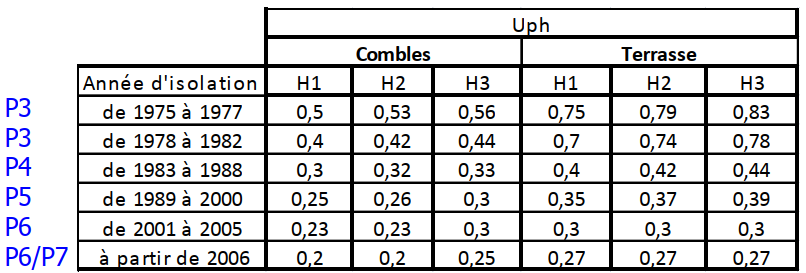 Uph
Combles Terrasse
Année d'isolation H1 H2 H3 H1 H2 H3
P3 de 1975 à 1977 0,5 0,53 0,56 0,75 0,79 0,83
P3 de 1978 à 1982 0,4 0,42 0,44 0,7 0,74 0,78
P4 de 1983 à 1988 0,3 0,32 0,33 0,4 0,42 0,44
P5 de 1989 à 2000 0,25 0,26 0,3 0,35 0,37 0,39
P6 de 2001 à 2005 0,23 0,23 0,3 0,3 0,3 0,3
P6/P7 à partir de 2006 0,2 0,2 0,25 0,27 0,27 0,27